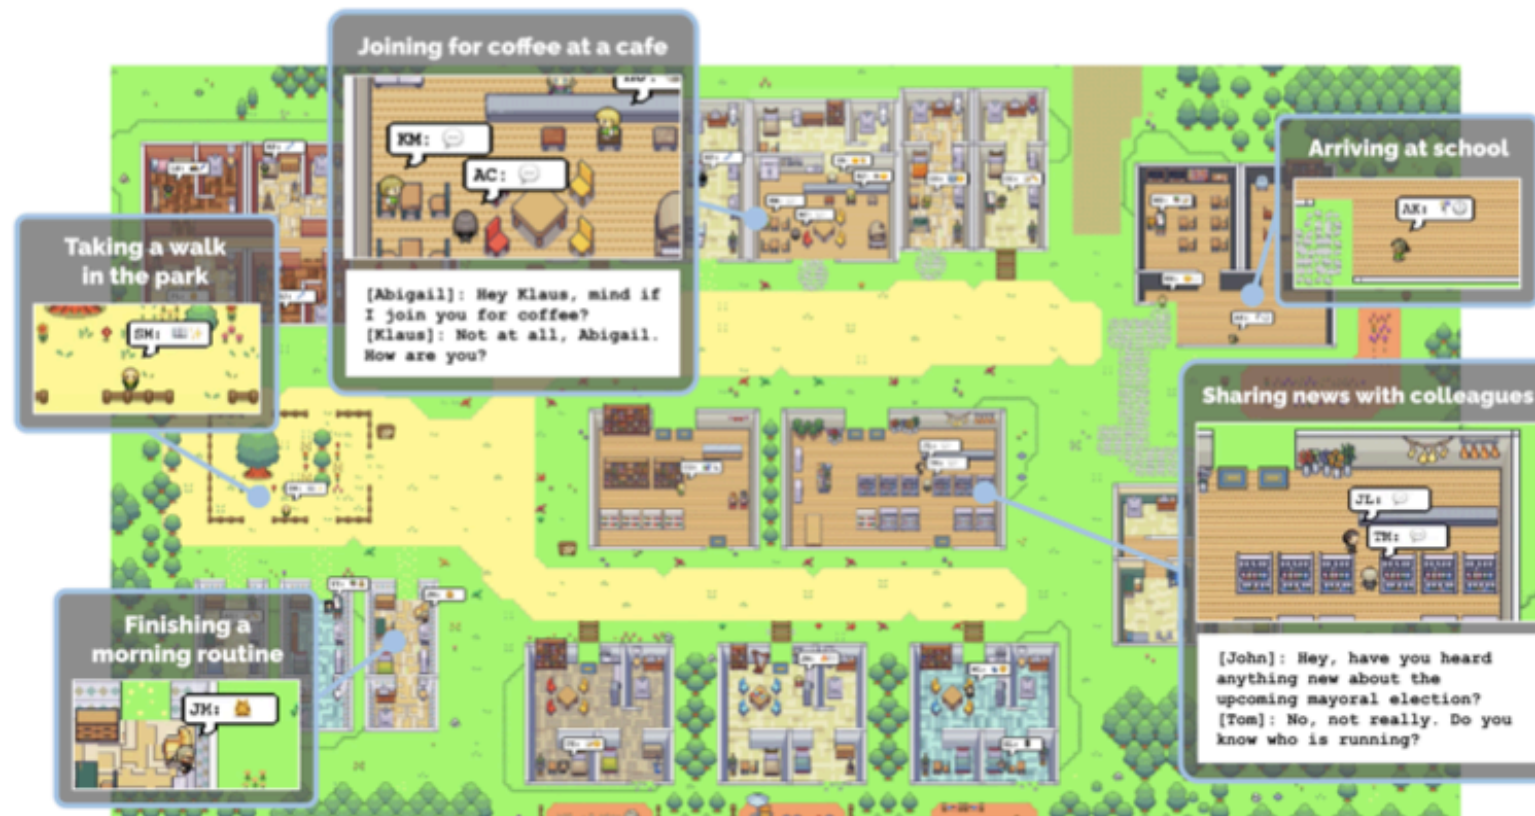 Joining for coffee at a cafe
KM:
AC:
[Abigail]: Hey Klaus, mind if
I join you for coffee?
[Klaus]: Not at all, Abigail.
How are you?
Taking a walk
in the park
SM:
Arriving at school
AK:
Sharing news with colleagues
JL:
TM:
[John]: Hey, have you heard
anything new about the
upcoming mayoral election?
[Tom]: No, not really. Do you
know who is running?
Finishing a
morning routine
JM: